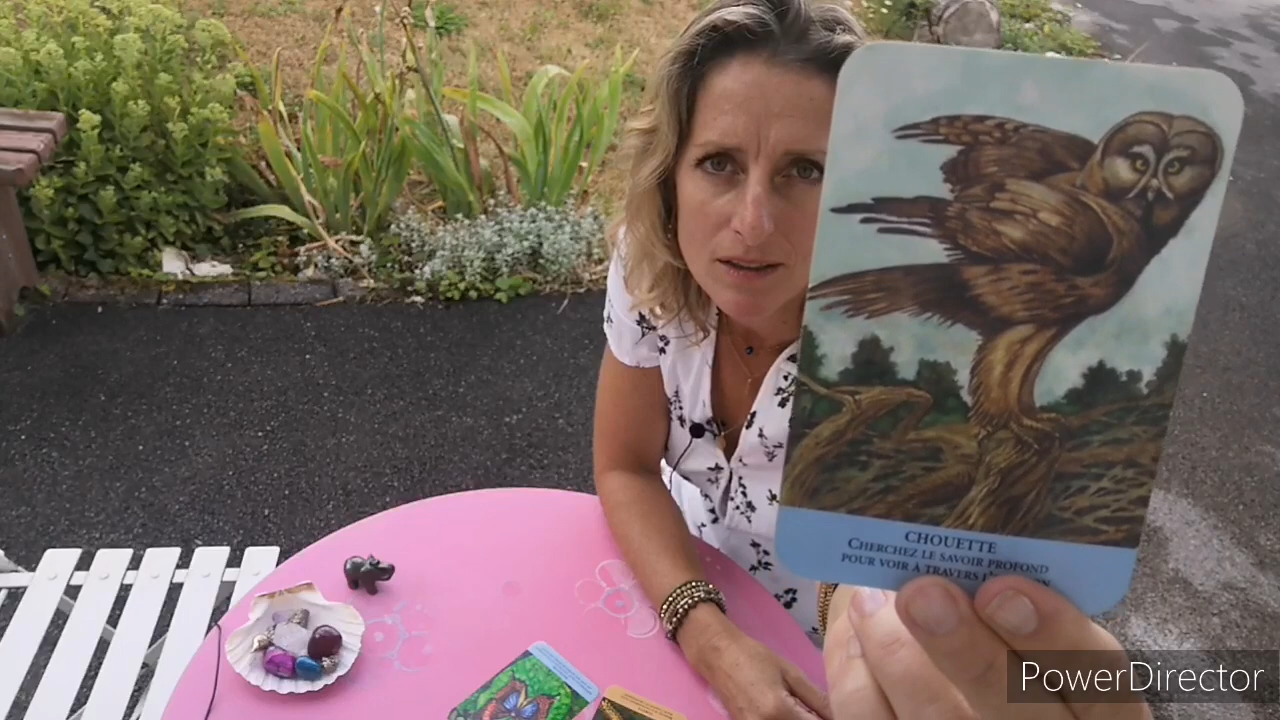 CHOUETTE
CHERCHEZ LE SAVOIR PROFOND
POUR VOIR À TRAVERS
PowerDirector